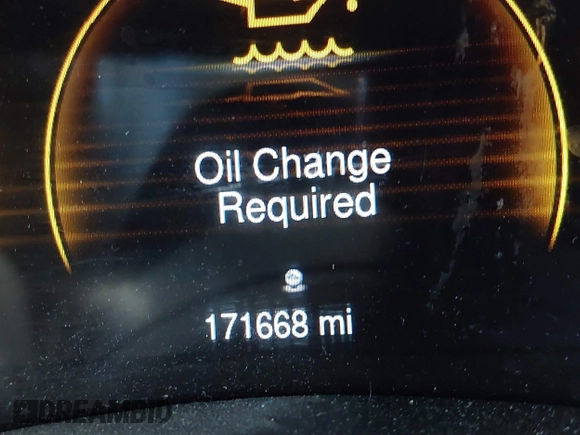 Oil Change
Required
171668 mi
DREAMBID